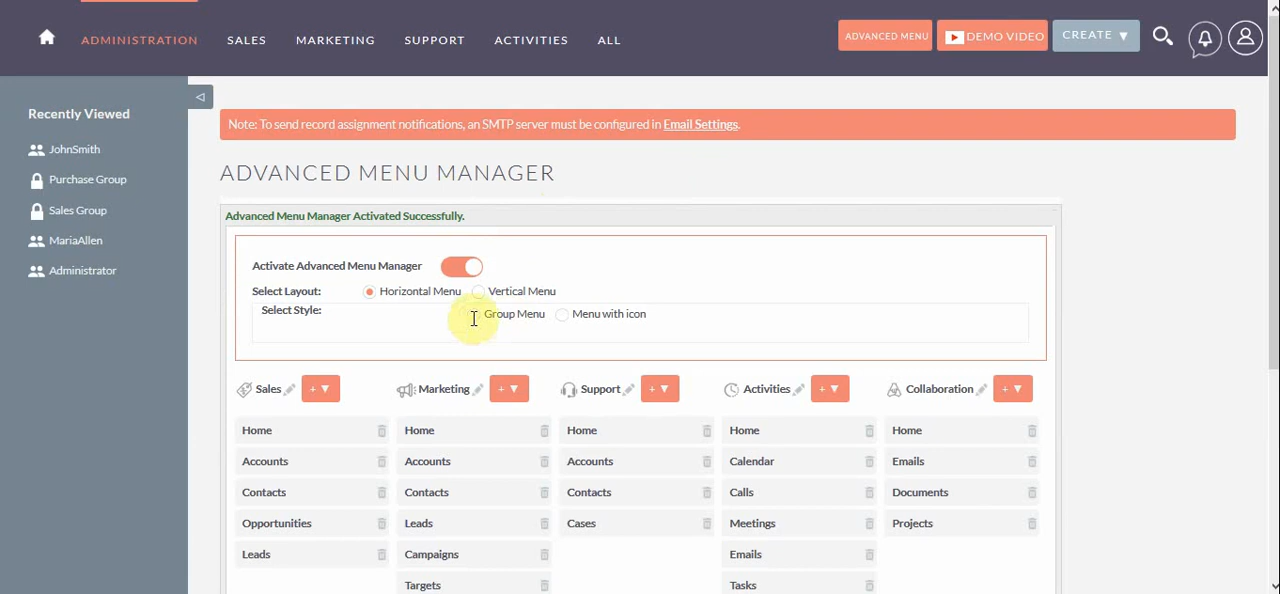 ADMINISTRATION SALES MARKETING SUPPORT ACTIVITIES ALL ADVANCED MENU DEMO VIDEO CREATE ▼
Recently Viewed
JohnSmith
Purchase Group
Sales Group
MariaAllen
Administrator
Note: To send record assignment notifications, an SMTP server must be configured in Email Settings.
ADVANCED MENU MANAGER
Advanced Menu Manager Activated Successfully.
Activate Advanced Menu Manager
Select Layout: Horizontal Menu Vertical Menu
Select Style: Group Menu Menu with icon
Sales + ▼ Marketing + ▼ Support + ▼ Activities + ▼ Collaboration + ▼
Home Home Home Home Home
Accounts Accounts Accounts Calendar Emails
Contacts Contacts Contacts Calls Documents
Opportunities Leads Cases Meetings Projects
Leads Campaigns Emails
Targets Tasks